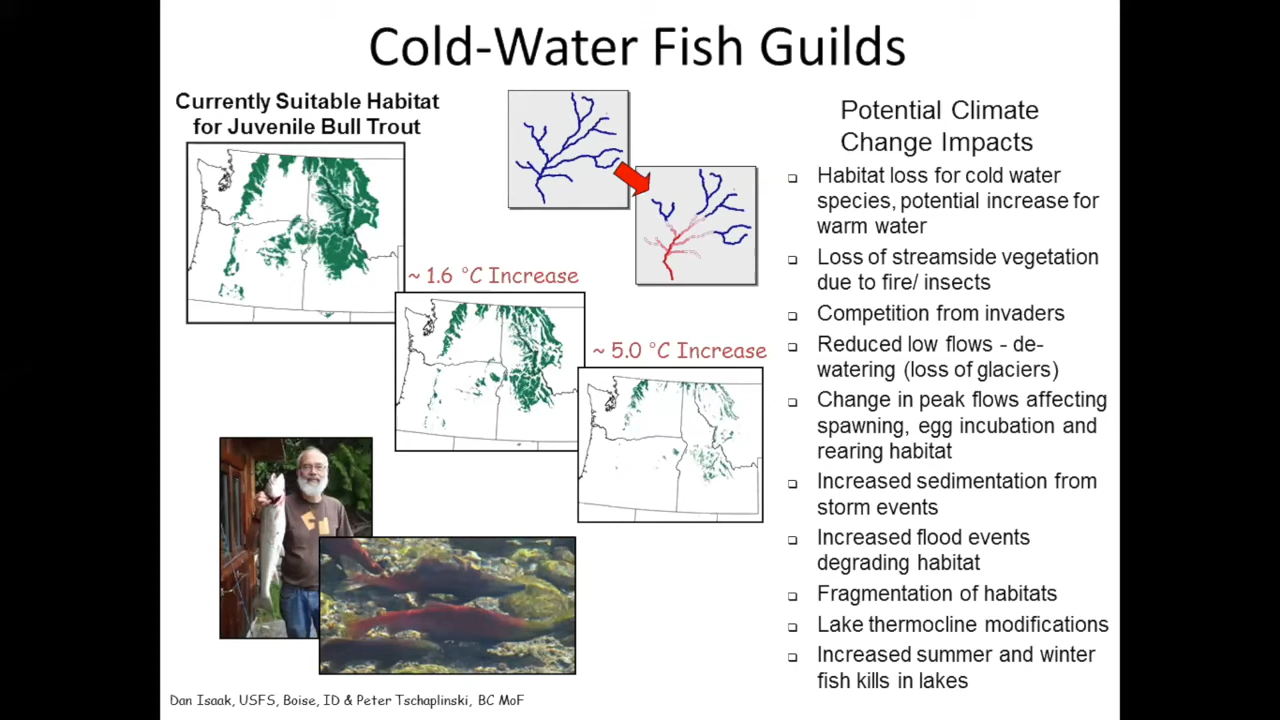 Cold-Water Fish Guilds
Currently Suitable Habitat
for Juvenile Bull Trout
~ 1.6 °C Increase
~ 5.0 °C Increase
Potential Climate
Change Impacts
Habitat loss for cold water
species, potential increase for
warm water
Loss of streamside vegetation
due to fire/ insects
Competition from invaders
Reduced low flows - de-
watering (loss of glaciers)
Change in peak flows affecting
spawning, egg incubation and
rearing habitat
Increased sedimentation from
storm events
Increased flood events
degrading habitat
Fragmentation of habitats
Lake thermocline modifications
Increased summer and winter
fish kills in lakes
Dan Isaak, USFS, Boise, ID & Peter Tschaplinski, BC MoF